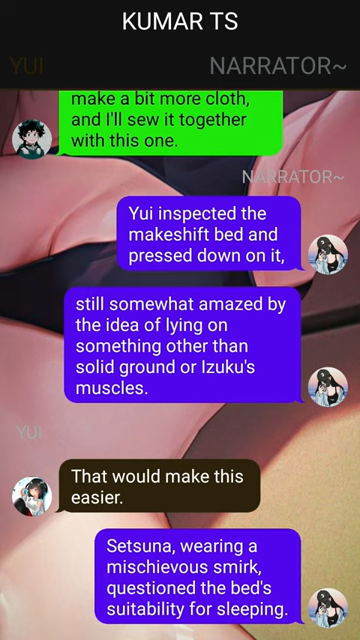 KUMAR TS
YUI
NARRATOR~
make a bit more cloth,
and I'll sew it together
with this one.
NARRATOR~
Yui inspected the
makeshift bed and
pressed down on it,
still somewhat amazed by
the idea of lying on
something other than
solid ground or Izuku's
muscles.
YUI
That would make this
easier.
Setsuna, wearing a
mischievous smirk,
questioned the bed's
suitability for sleeping.